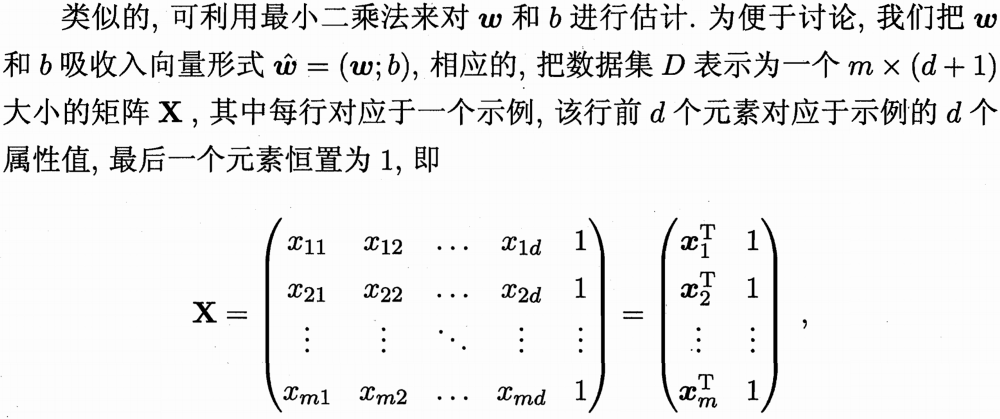 类似的, 可利用最小二乘法来对 w 和 b 进行估计. 为便于讨论, 我们把 w
和 b 吸收入向量形式 ŵ = (w; b), 相应的, 把数据集 D 表示为一个 m × (d + 1)
大小的矩阵 X , 其中每行对应于一个示例, 该行前 d 个元素对应于示例的 d 个
属性值, 最后一个元素恒置为 1, 即
$$\mathbf{X} = \begin{pmatrix} x_{11} & x_{12} & \dots & x_{1d} & 1 \\ x_{21} & x_{22} & \dots & x_{2d} & 1 \\ \vdots & \vdots & \ddots & \vdots & \vdots \\ x_{m1} & x_{m2} & \dots & x_{md} & 1 \end{pmatrix} = \begin{pmatrix} \boldsymbol{x}_1^{\mathrm{T}} & 1 \\ \boldsymbol{x}_2^{\mathrm{T}} & 1 \\ \vdots & \vdots \\ \boldsymbol{x}_m^{\mathrm{T}} & 1 \end{pmatrix} ,$$